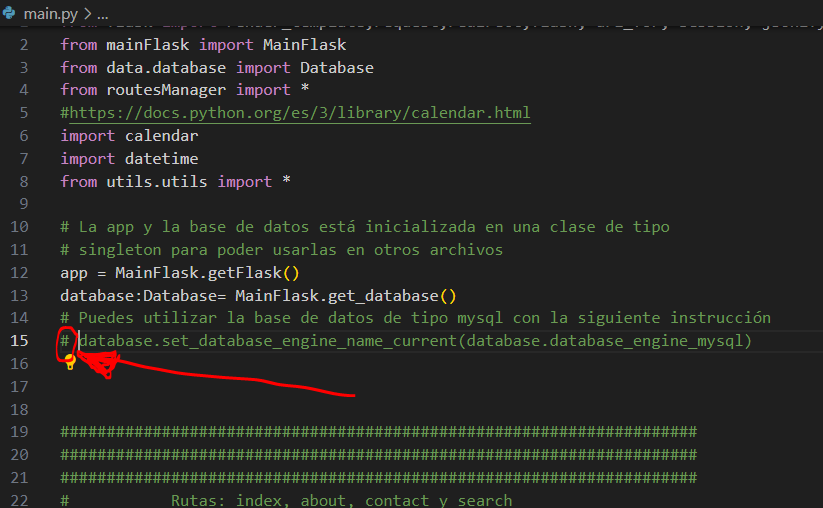 main.py > ...
2 from mainFlask import MainFlask
3 from data.database import Database
4 from routesManager import *
5 #https://docs.python.org/es/3/library/calendar.html
6 import calendar
7 import datetime
8 from utils.utils import *
9
10 # La app y la base de datos está inicializada en una clase de tipo
11 # singleton para poder usarlas en otros archivos
12 app = MainFlask.getFlask()
13 database:Database= MainFlask.get_database()
14 # Puedes utilizar la base de datos de tipo mysql con la siguiente instrucción
15 # database.set_database_engine_name_current(database.database_engine_mysql)
16
17
18
19 #####################################################################
20 #####################################################################
21 #####################################################################
22 # Rutas: index, about, contact y search